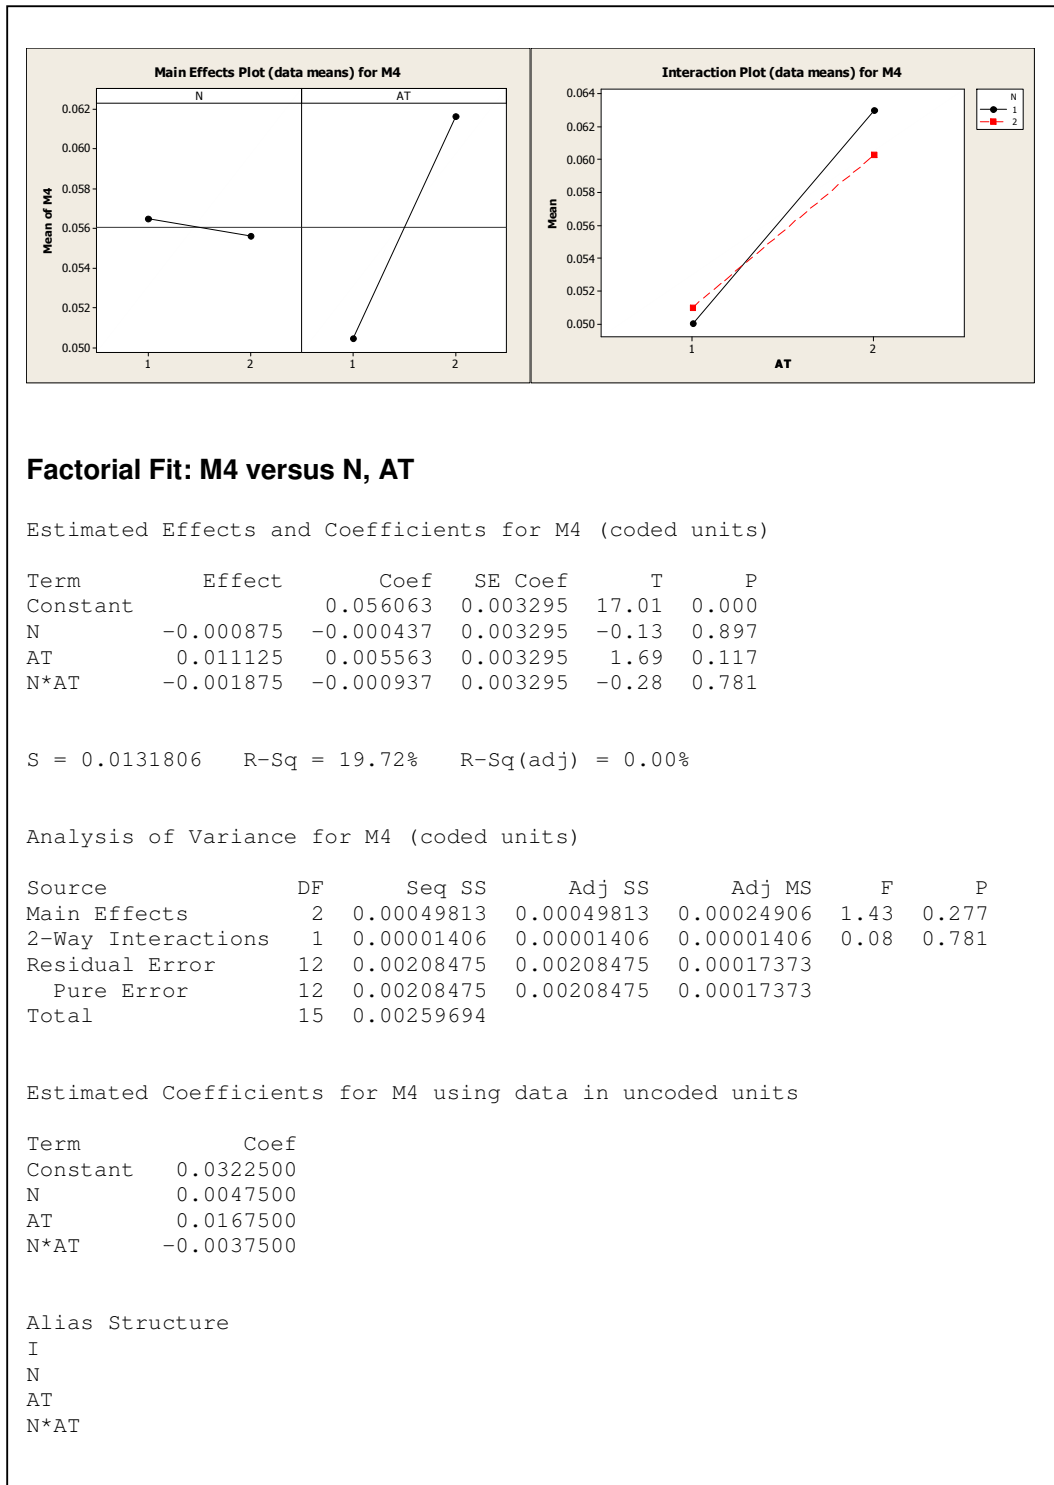 Main Effects Plot (data means) for M4
N AT
0.062
0.060
0.058
0.056
0.054
0.052
0.050
Mean of M4
1 2 1 2
Interaction Plot (data means) for M4
0.064
0.062
0.060
0.058
0.056
0.054
0.052
0.050
Mean
1 2
AT
N
1
2
Factorial Fit: M4 versus N, AT
Estimated Effects and Coefficients for M4 (coded units)
Term Effect Coef SE Coef T P
Constant 0.056063 0.003295 17.01 0.000
N -0.000875 -0.000437 0.003295 -0.13 0.897
AT 0.011125 0.005563 0.003295 1.69 0.117
N*AT -0.001875 -0.000937 0.003295 -0.28 0.781
S = 0.0131806 R-Sq = 19.72% R-Sq(adj) = 0.00%
Analysis of Variance for M4 (coded units)
Source DF Seq SS Adj SS Adj MS F P
Main Effects 2 0.00049813 0.00049813 0.00024906 1.43 0.277
2-Way Interactions 1 0.00001406 0.00001406 0.00001406 0.08 0.781
Residual Error 12 0.00208475 0.00208475 0.00017373
Pure Error 12 0.00208475 0.00208475 0.00017373
Total 15 0.00259694
Estimated Coefficients for M4 using data in uncoded units
Term Coef
Constant 0.0322500
N 0.0047500
AT 0.0167500
N*AT -0.0037500
Alias Structure
I
N
AT
N*AT